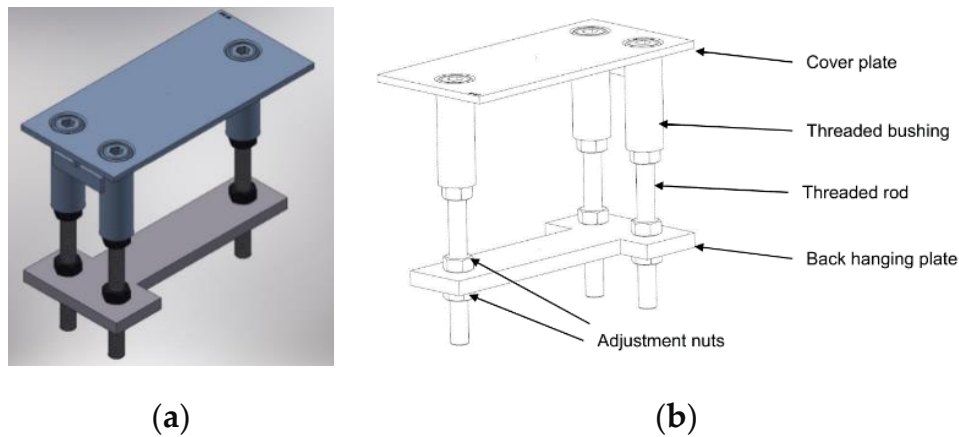 Cover plate
Threaded bushing
Threaded rod
Back hanging plate
Adjustment nuts
(a)
(b)